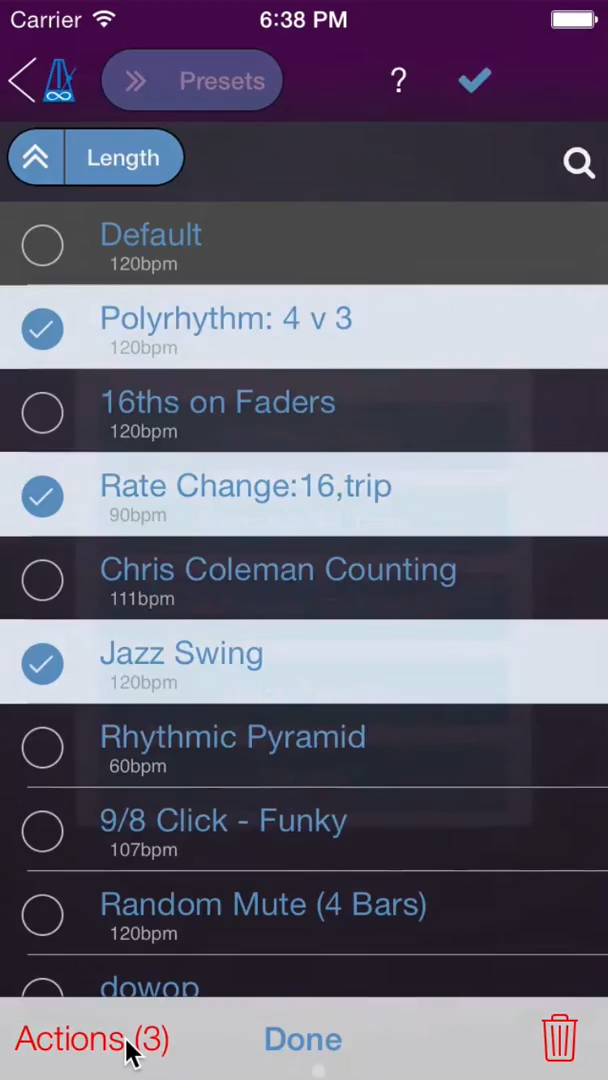 Carrier 6:38 PM
Presets ?
Length
Default
120bpm
Polyrhythm: 4 v 3
120bpm
16ths on Faders
120bpm
Rate Change:16,trip
90bpm
Chris Coleman Counting
111bpm
Jazz Swing
120bpm
Rhythmic Pyramid
60bpm
9/8 Click - Funky
107bpm
Random Mute (4 Bars)
120bpm
dowop
Actions (3) Done